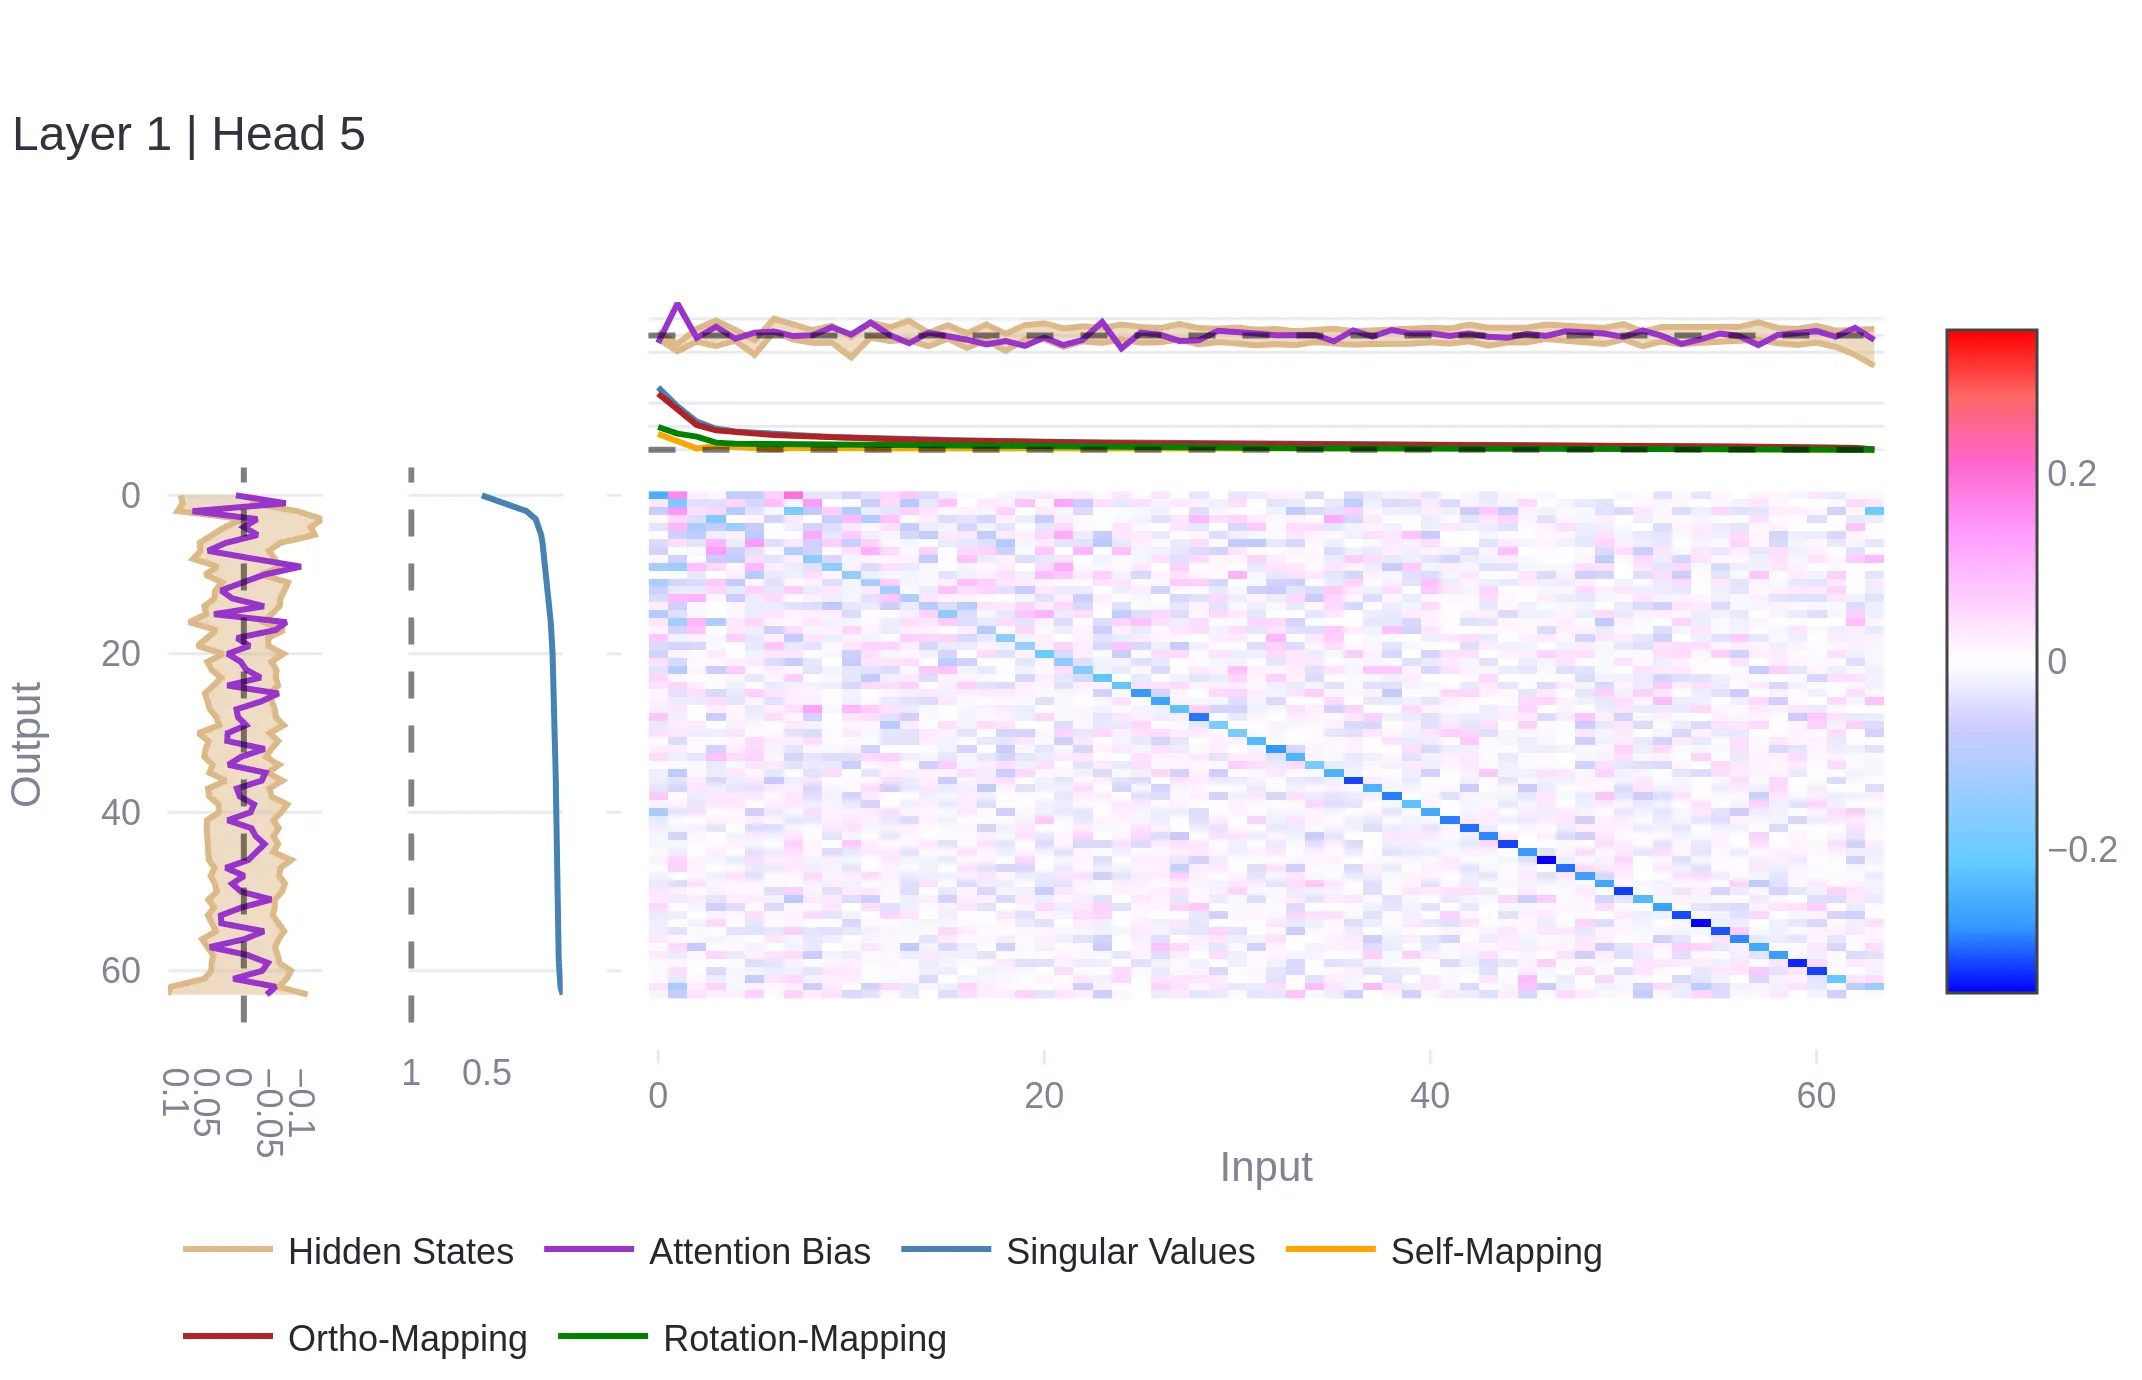 Layer 1 | Head 5
Output
0
20
40
60
0.1
0.05
0
−0.05
−0.1
1
0.5
0
20
40
60
Input
0.2
0
−0.2
Hidden States
Attention Bias
Singular Values
Self-Mapping
Ortho-Mapping
Rotation-Mapping